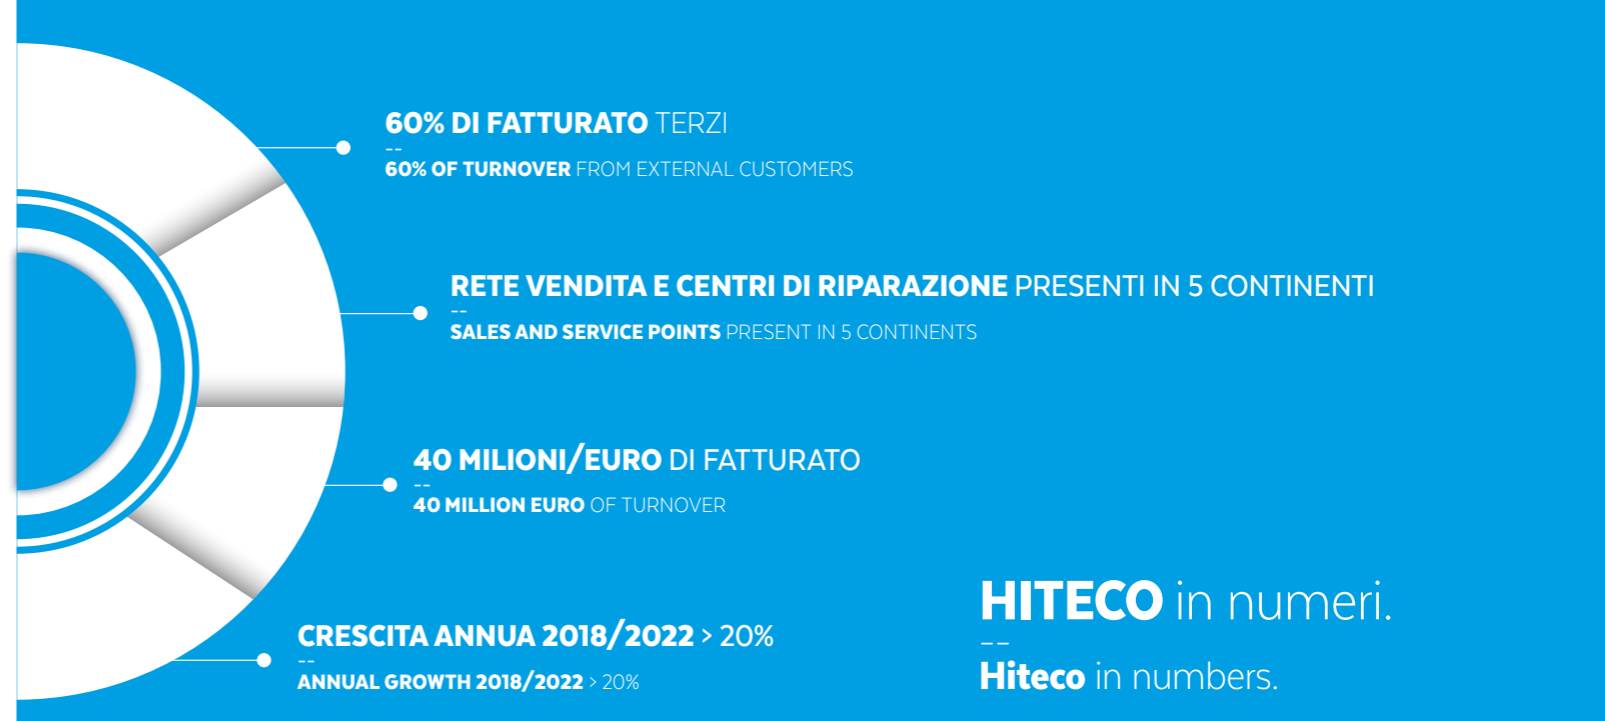 60% DI FATTURATO TERZI
--
60% OF TURNOVER FROM EXTERNAL CUSTOMERS
RETE VENDITA E CENTRI DI RIPARAZIONE PRESENTI IN 5 CONTINENTI
--
SALES AND SERVICE POINTS PRESENT IN 5 CONTINENTS
40 MILIONI/EURO DI FATTURATO
--
40 MILLION EURO OF TURNOVER
CRESCITA ANNUA 2018/2022 > 20%
--
ANNUAL GROWTH 2018/2022 > 20%
HITECO in numeri.
--
Hiteco in numbers.